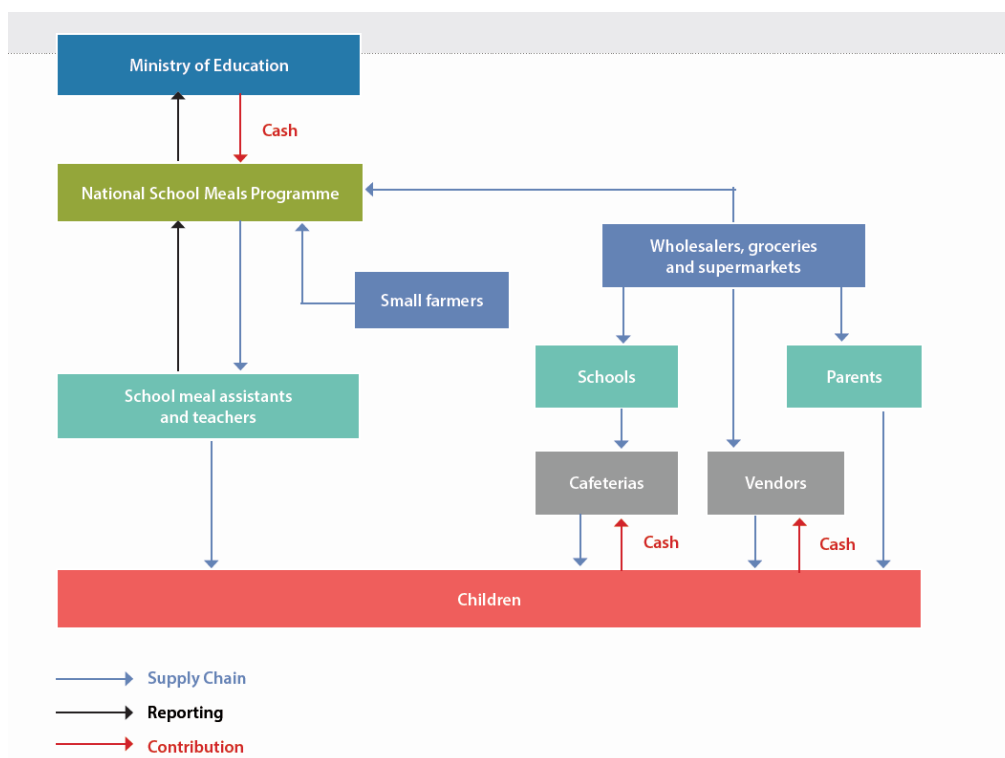 Ministry of Education
Cash
National School Meals Programme
Wholesalers, groceries
and supermarkets
Small farmers
Schools
Parents
School meal assistants
and teachers
Cafeterias
Vendors
Cash
Cash
Children
Supply Chain
Reporting
Contribution